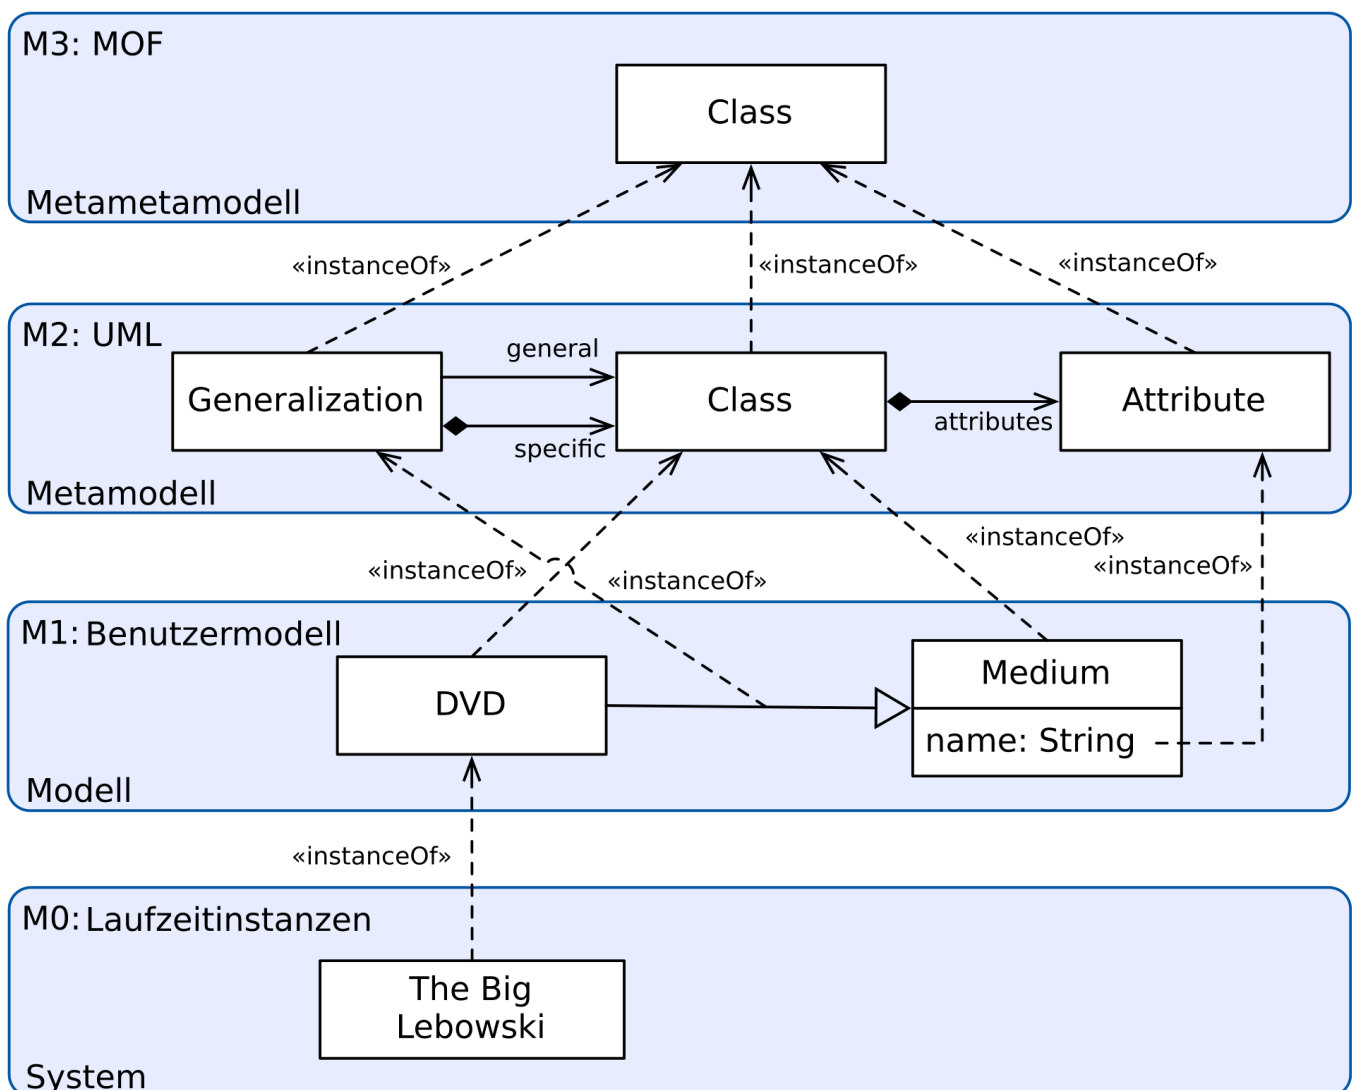 M3: MOF
Class
Metametamodell
«instanceOf»
«instanceOf»
«instanceOf»
M2: UML
general
Generalization
Class
Attribute
specific
attributes
Metamodell
«instanceOf»
«instanceOf»
«instanceOf»
«instanceOf»
M1: Benutzermodell
DVD
Medium
name: String
Modell
«instanceOf»
M0: Laufzeitinstanzen
The Big
Lebowski
System